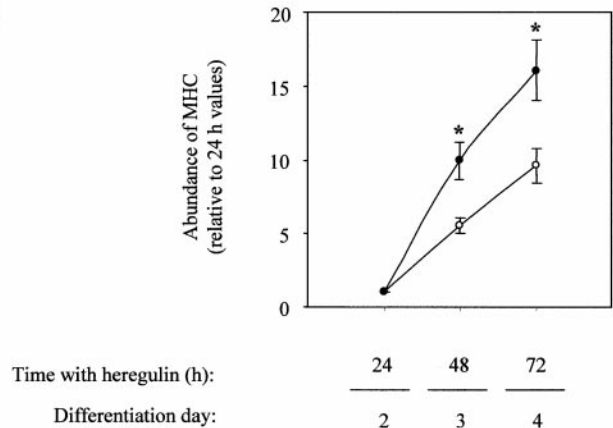 20
15
10
5
0
Abundance of MHC
(relative to 24 h values)
*
*
Time with heregulin (h): 24 48 72
Differentiation day: 2 3 4